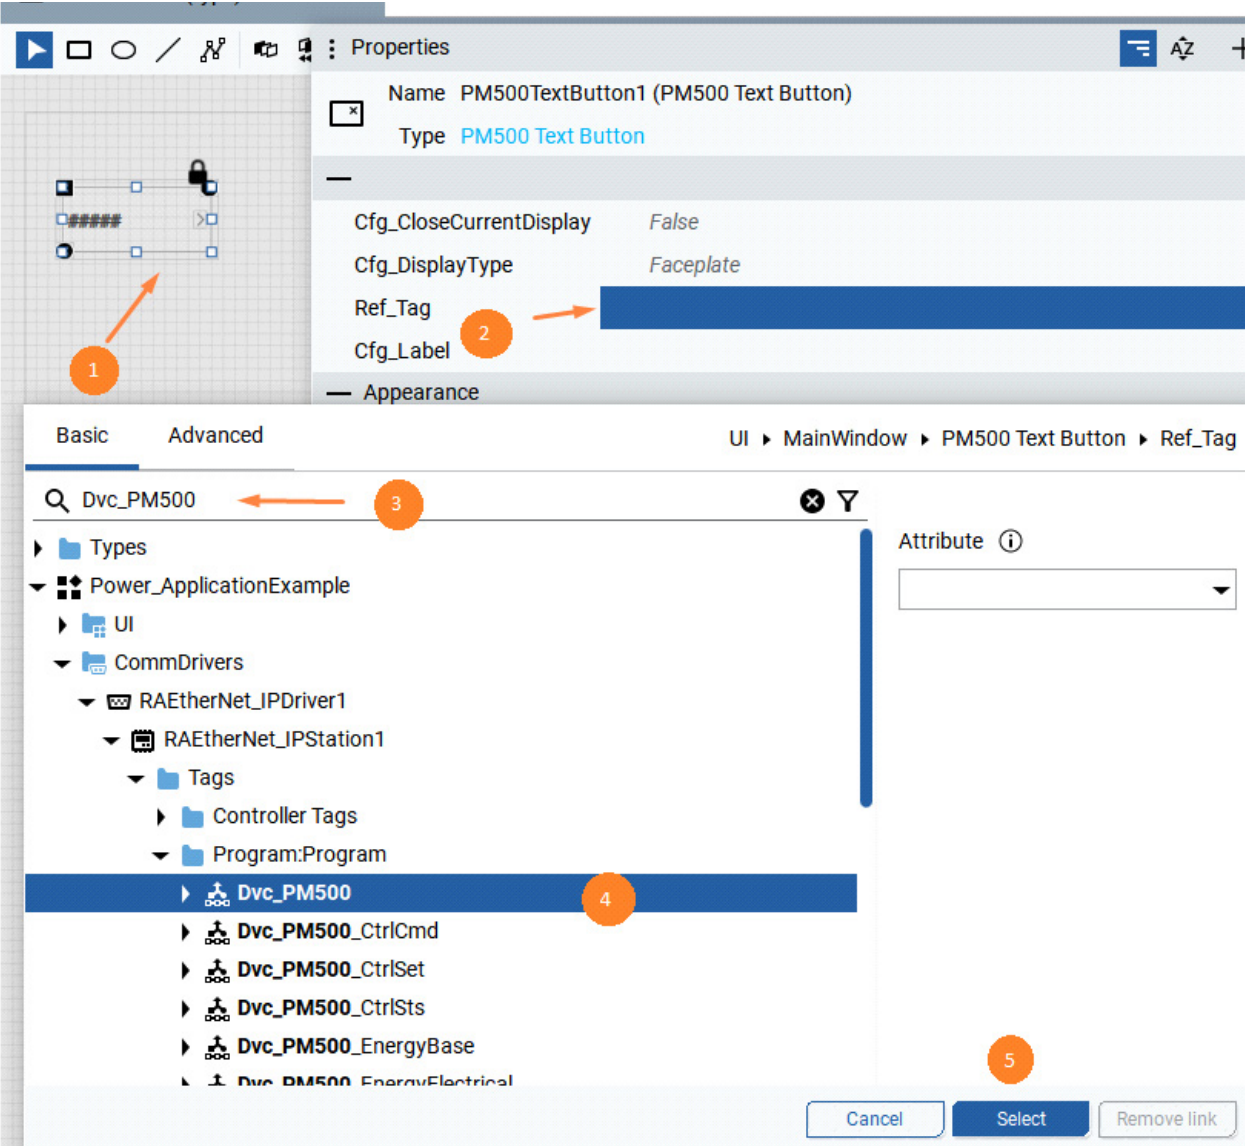 Properties
Name PM500TextButton1 (PM500 Text Button)
Type PM500 Text Button
#####
Cfg_CloseCurrentDisplay False
Cfg_DisplayType Faceplate
Ref_Tag
2
Cfg_Label
1
Appearance
Basic Advanced UI MainWindow PM500 Text Button Ref_Tag
Dvc_PM500 3
Attribute
Types
Power_ApplicationExample
UI
CommDrivers
RAEtherNet_IPDriver1
RAEtherNet_IPStation1
Tags
Controller Tags
Program:Program
Dvc_PM500 4
Dvc_PM500_CtrlCmd
Dvc_PM500_CtrlSet
Dvc_PM500_CtrlSts
Dvc_PM500_EnergyBase
5
Dvc_PM500_EnergyElectrical
Cancel Select Remove link